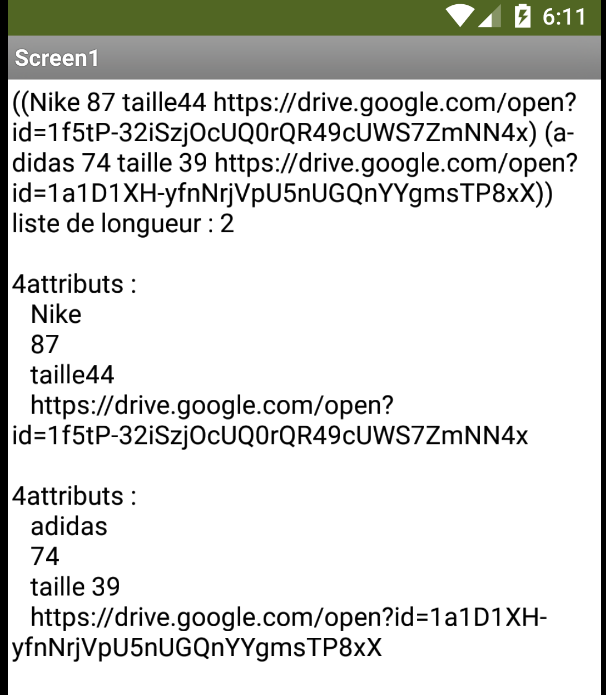 6:11
Screen1
((Nike 87 taille44 https://drive.google.com/open?
id=1f5tP-32iSzjOcUQ0rQR49cUWS7ZmNN4x) (a-
didas 74 taille 39 https://drive.google.com/open?
id=1a1D1XH-yfnNrjVpU5nUGQnYYgmsTP8xX))
liste de longueur : 2
4attributs :
Nike
87
taille44
https://drive.google.com/open?
id=1f5tP-32iSzjOcUQ0rQR49cUWS7ZmNN4x
4attributs :
adidas
74
taille 39
https://drive.google.com/open?id=1a1D1XH-
yfnNrjVpU5nUGQnYYgmsTP8xX